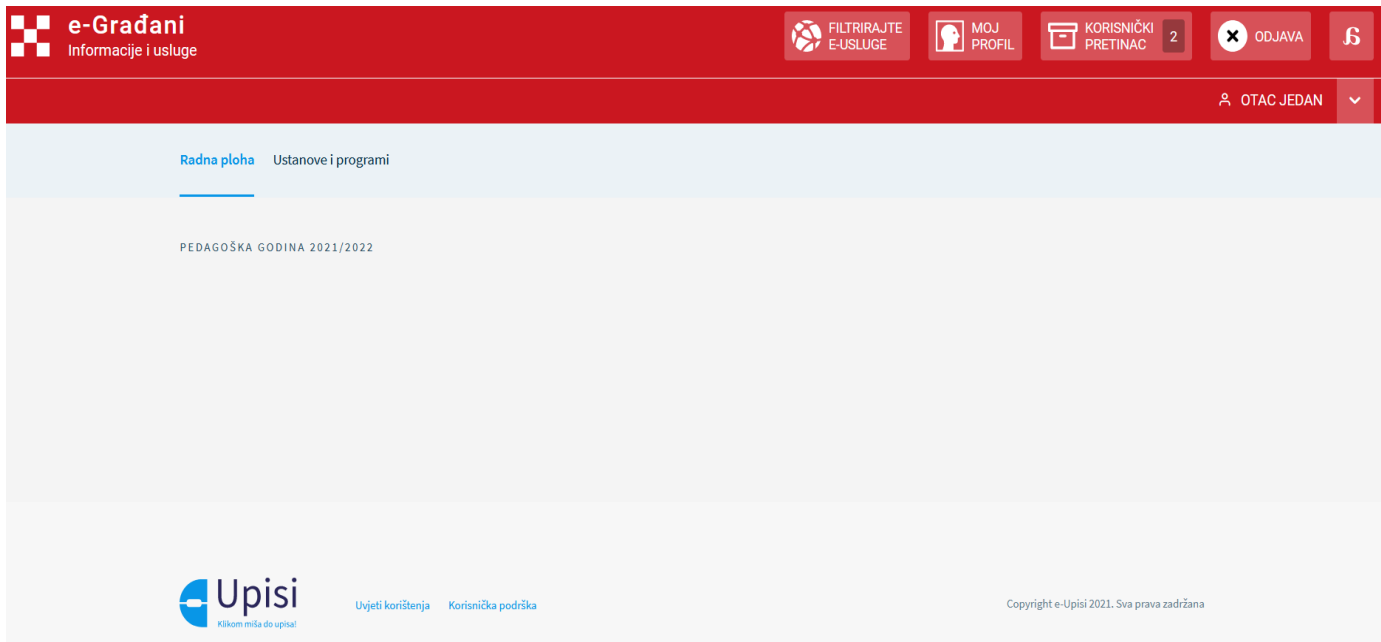 e-Građani
Informacije i usluge
FILTRIRAJTE
E-USLUGE
MOJ
PROFIL
KORISNIČKI
PRETINAC
2
ODJAVA
OTAC JEDAN
Radna ploha Ustanove i programi
PEDAGOŠKA GODINA 2021/2022
Upisi
Klikom miša do upisa!
Uvjeti korištenja Korisnička podrška
Copyright e-Upisi 2021. Sva prava zadržana